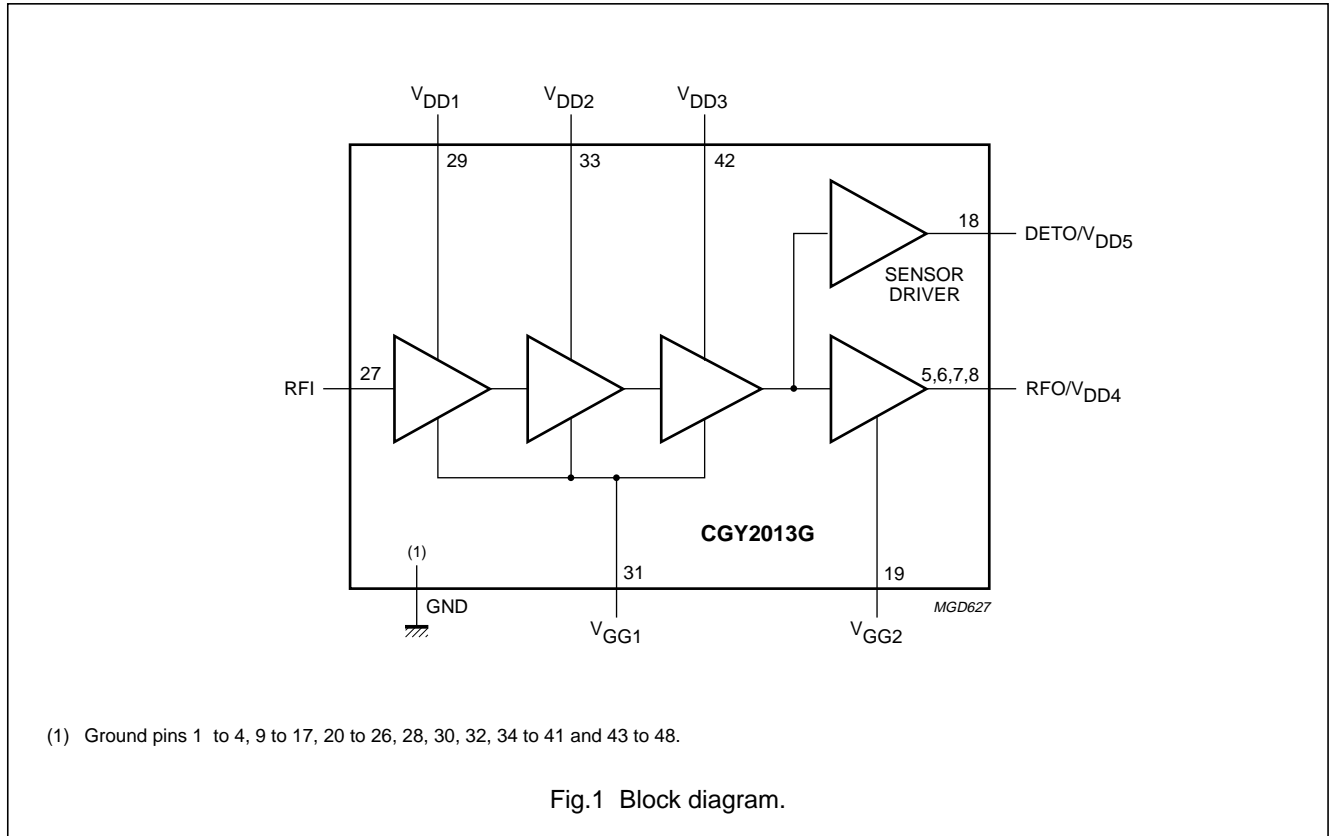 VDD1 VDD2 VDD3
29 33 42
18 DETO/VDD5
SENSOR
DRIVER
RFI 27 5,6,7,8 RFO/VDD4
CGY2013G
(1) 31 19
GND MGD627
VGG1 VGG2
(1) Ground pins 1 to 4, 9 to 17, 20 to 26, 28, 30, 32, 34 to 41 and 43 to 48.
Fig.1 Block diagram.